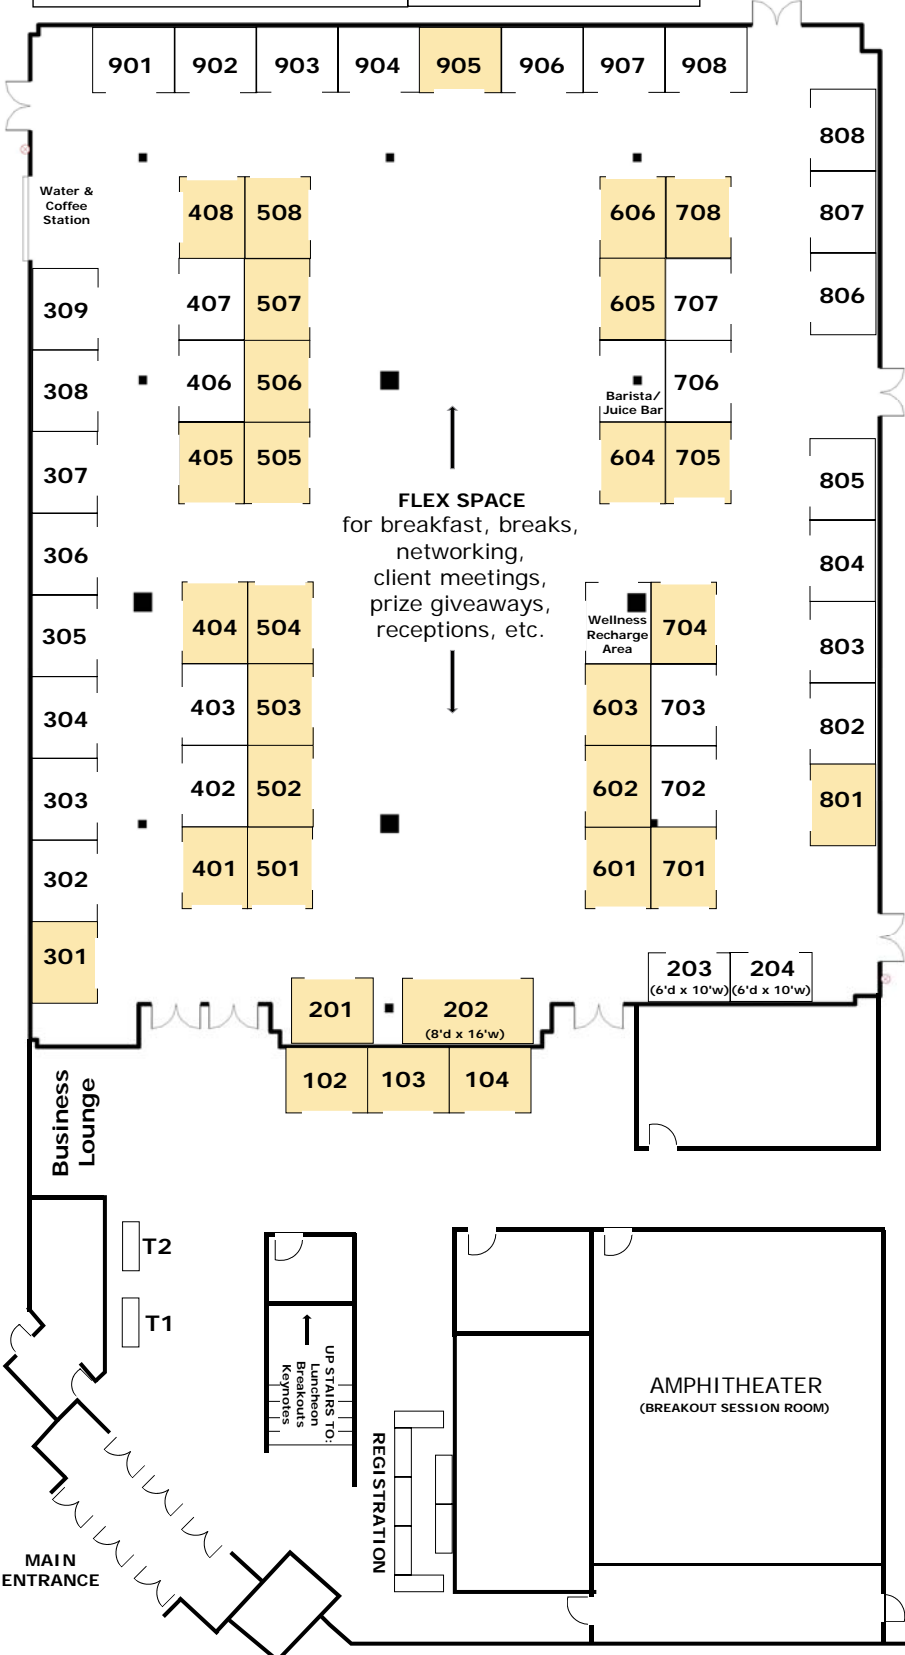 901 902 903 904 905 906 907 908
808
Water &
Coffee
Station
408 508 606 708 807
309 407 507 605 707 806
308 406 506 706
Barista/
Juice Bar
307 405 505 604 705 805
FLEX SPACE
for breakfast, breaks,
networking,
client meetings,
prize giveaways,
receptions, etc.
306 804
305 404 504
Wellness
Recharge
Area
704 803
304 403 503 603 703 802
303 402 502 602 702 801
302 401 501 601 701
301
203 204
(6'd x 10'w) (6'd x 10'w)
201 202
(8'd x 16'w)
102 103 104
Business
Lounge
T2
T1
UP STAIRS TO:
Luncheon
Breakouts
Keynotes
REGISTRATION
AMPHITHEATER
(BREAKOUT SESSION ROOM)
MAIN
ENTRANCE